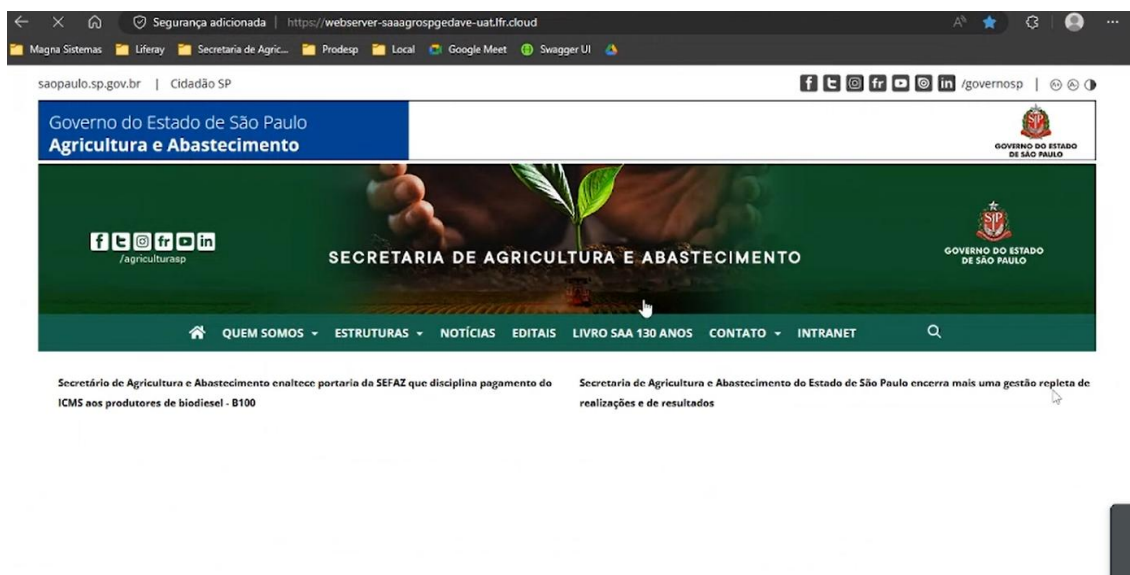 Segurança adicionada | https://webserver-saaagrospgedave-uat.lfr.cloud
Magna Sistemas Liferay Secretaria de Agric... Prodesp Local Google Meet Swagger UI
saopaulo.sp.gov.br | Cidadão SP /governosp |
Governo do Estado de São Paulo
Agricultura e Abastecimento
GOVERNO DO ESTADO
DE SÃO PAULO
/agriculturasp
SECRETARIA DE AGRICULTURA E ABASTECIMENTO
SP
GOVERNO DO ESTADO
DE SÃO PAULO
QUEM SOMOS ESTRUTURAS NOTÍCIAS EDITAIS LIVRO SAA 130 ANOS CONTATO INTRANET
Secretário de Agricultura e Abastecimento enaltece portaria da SEFAZ que disciplina pagamento do
ICMS aos produtores de biodiesel - B100
Secretaria de Agricultura e Abastecimento do Estado de São Paulo encerra mais uma gestão repleta de
realizações e de resultados